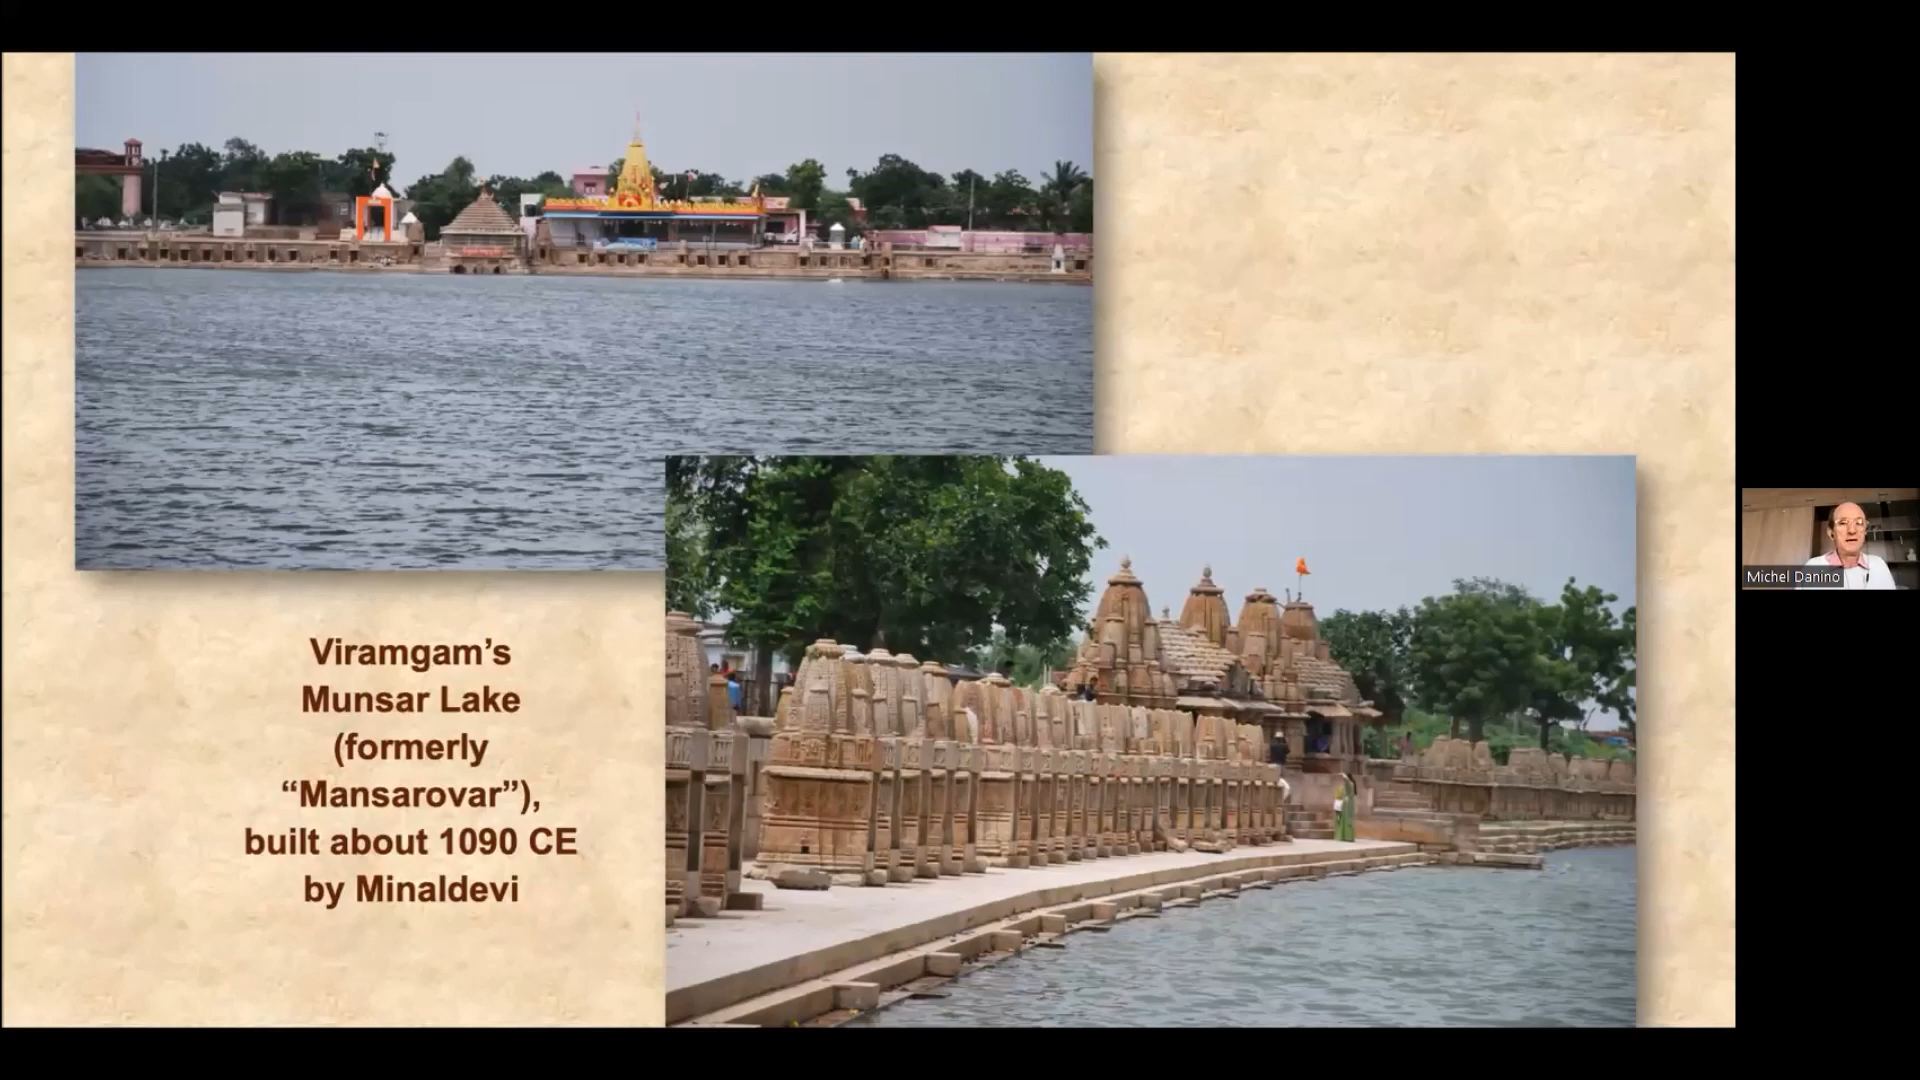 Viramgam’s
Munsar Lake
(formerly
“Mansarovar”),
built about 1090 CE
by Minaldevi
Michel Danino